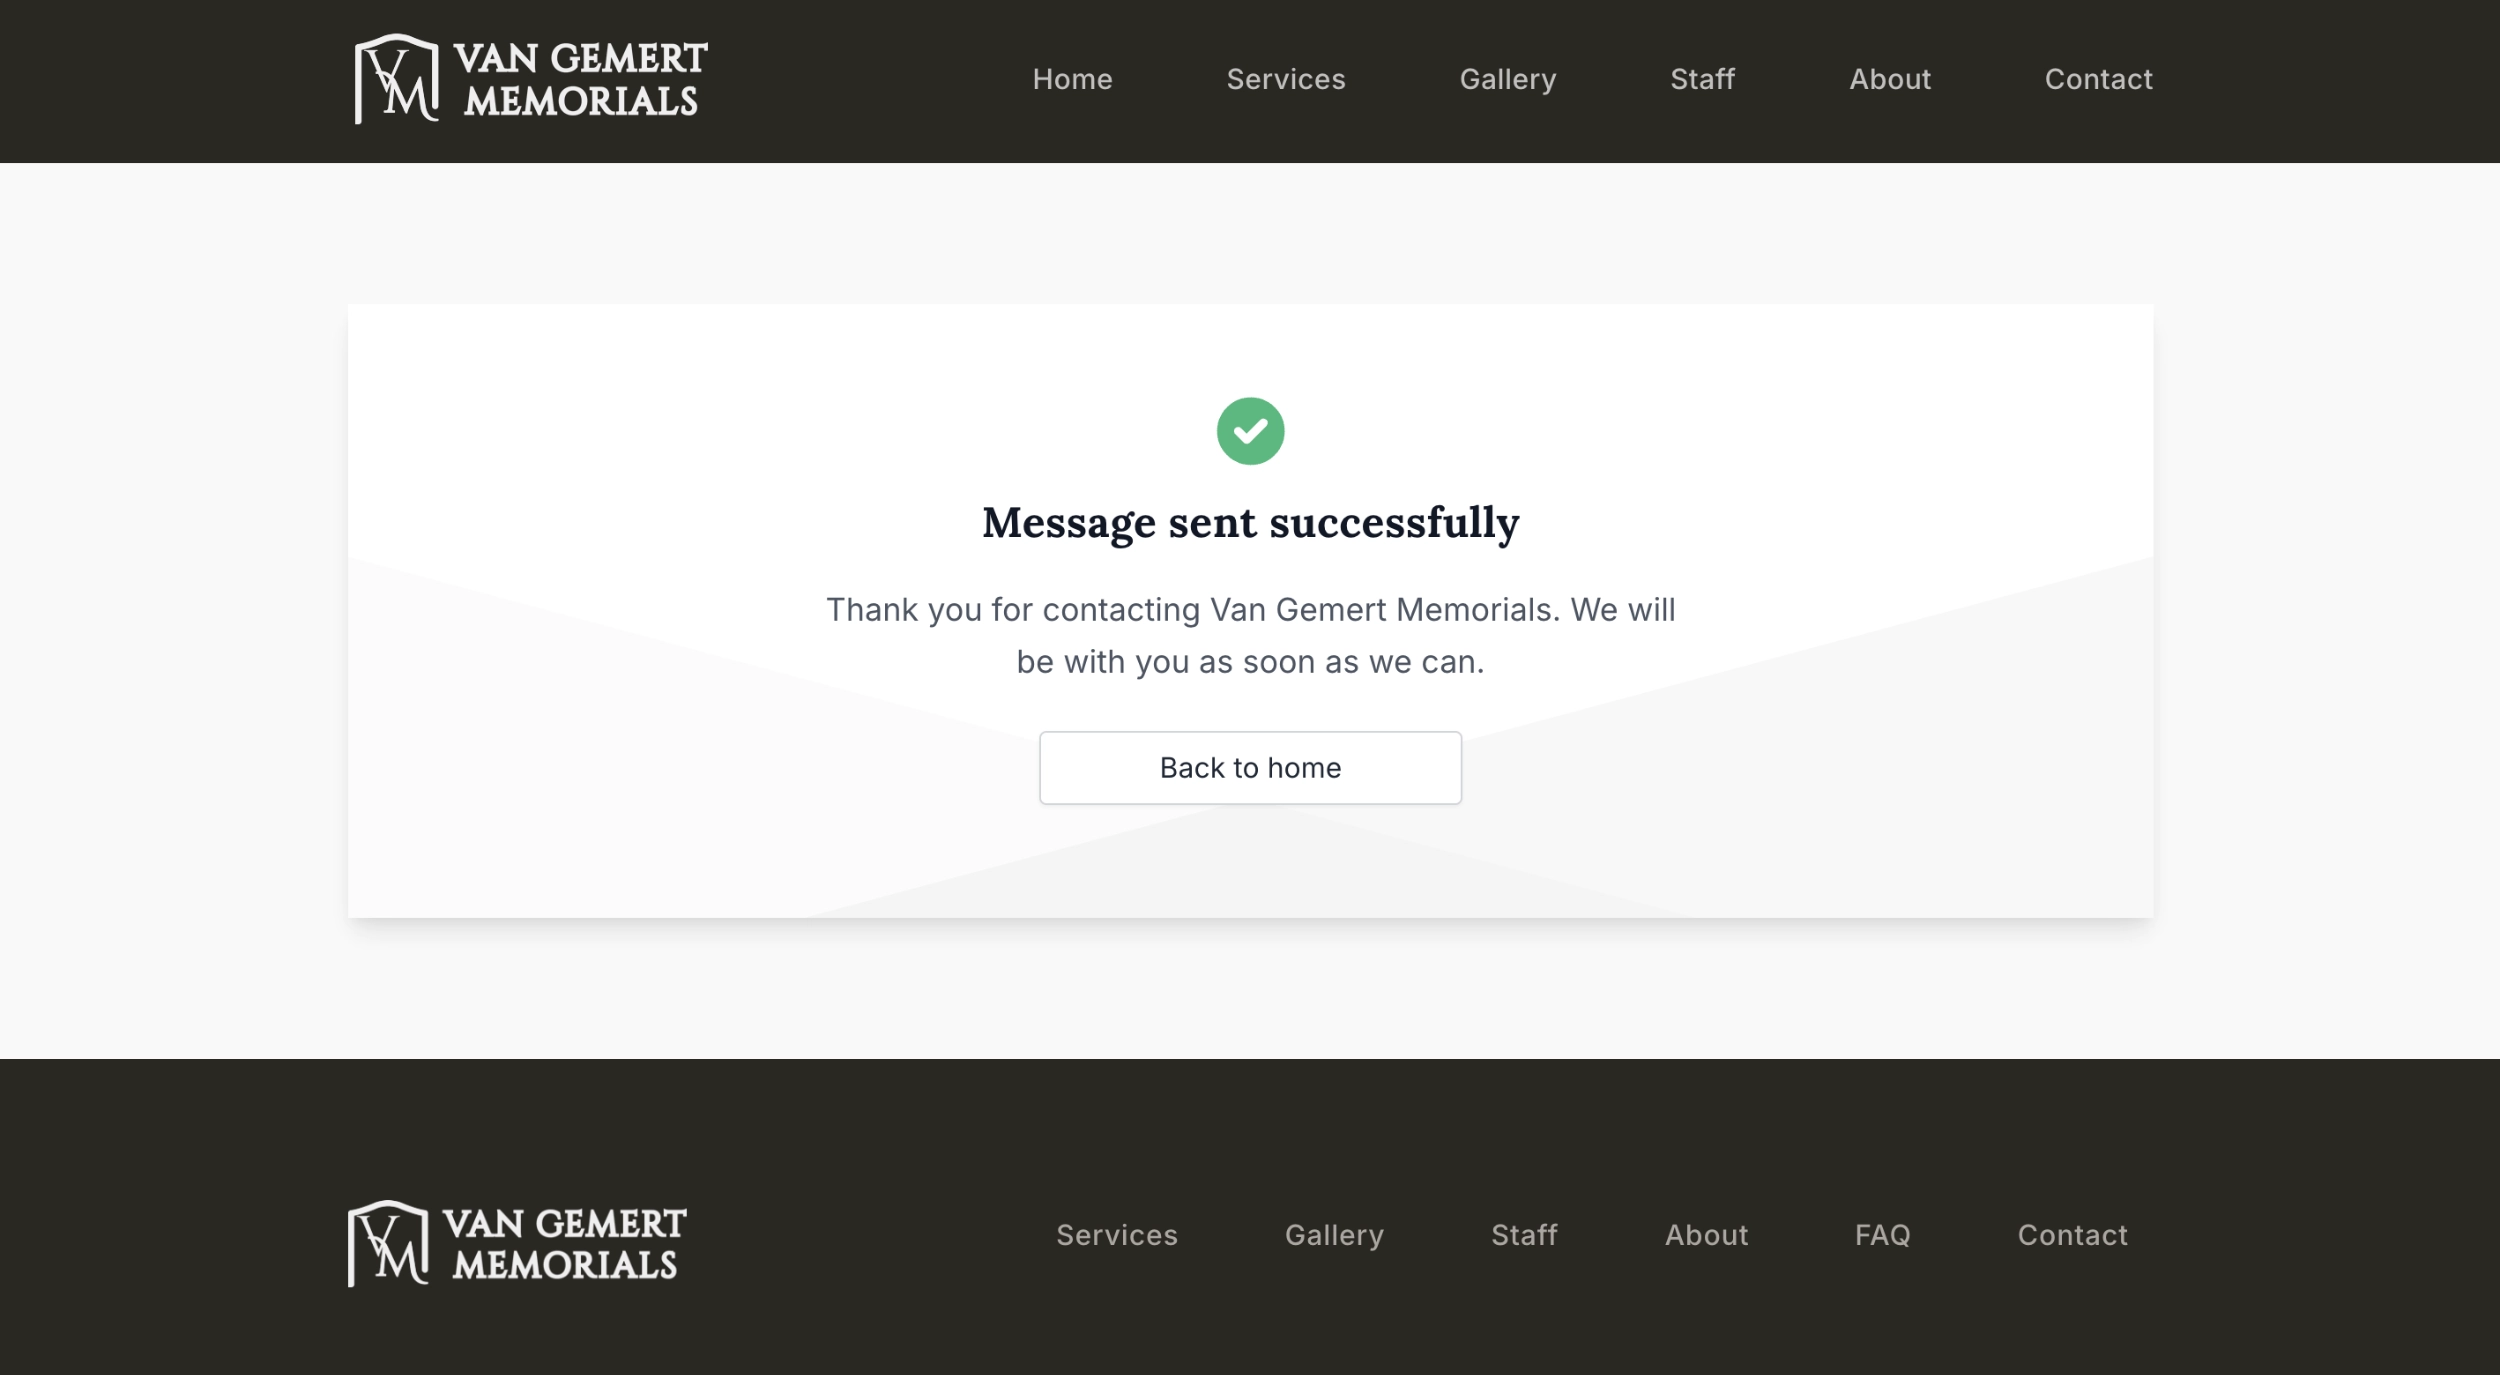 VAN GEMERT
MEMORIALS
Home Services Gallery Staff About Contact
Message sent successfully
Thank you for contacting Van Gemert Memorials. We will
be with you as soon as we can.
Back to home
VAN GEMERT
MEMORIALS
Services Gallery Staff About FAQ Contact